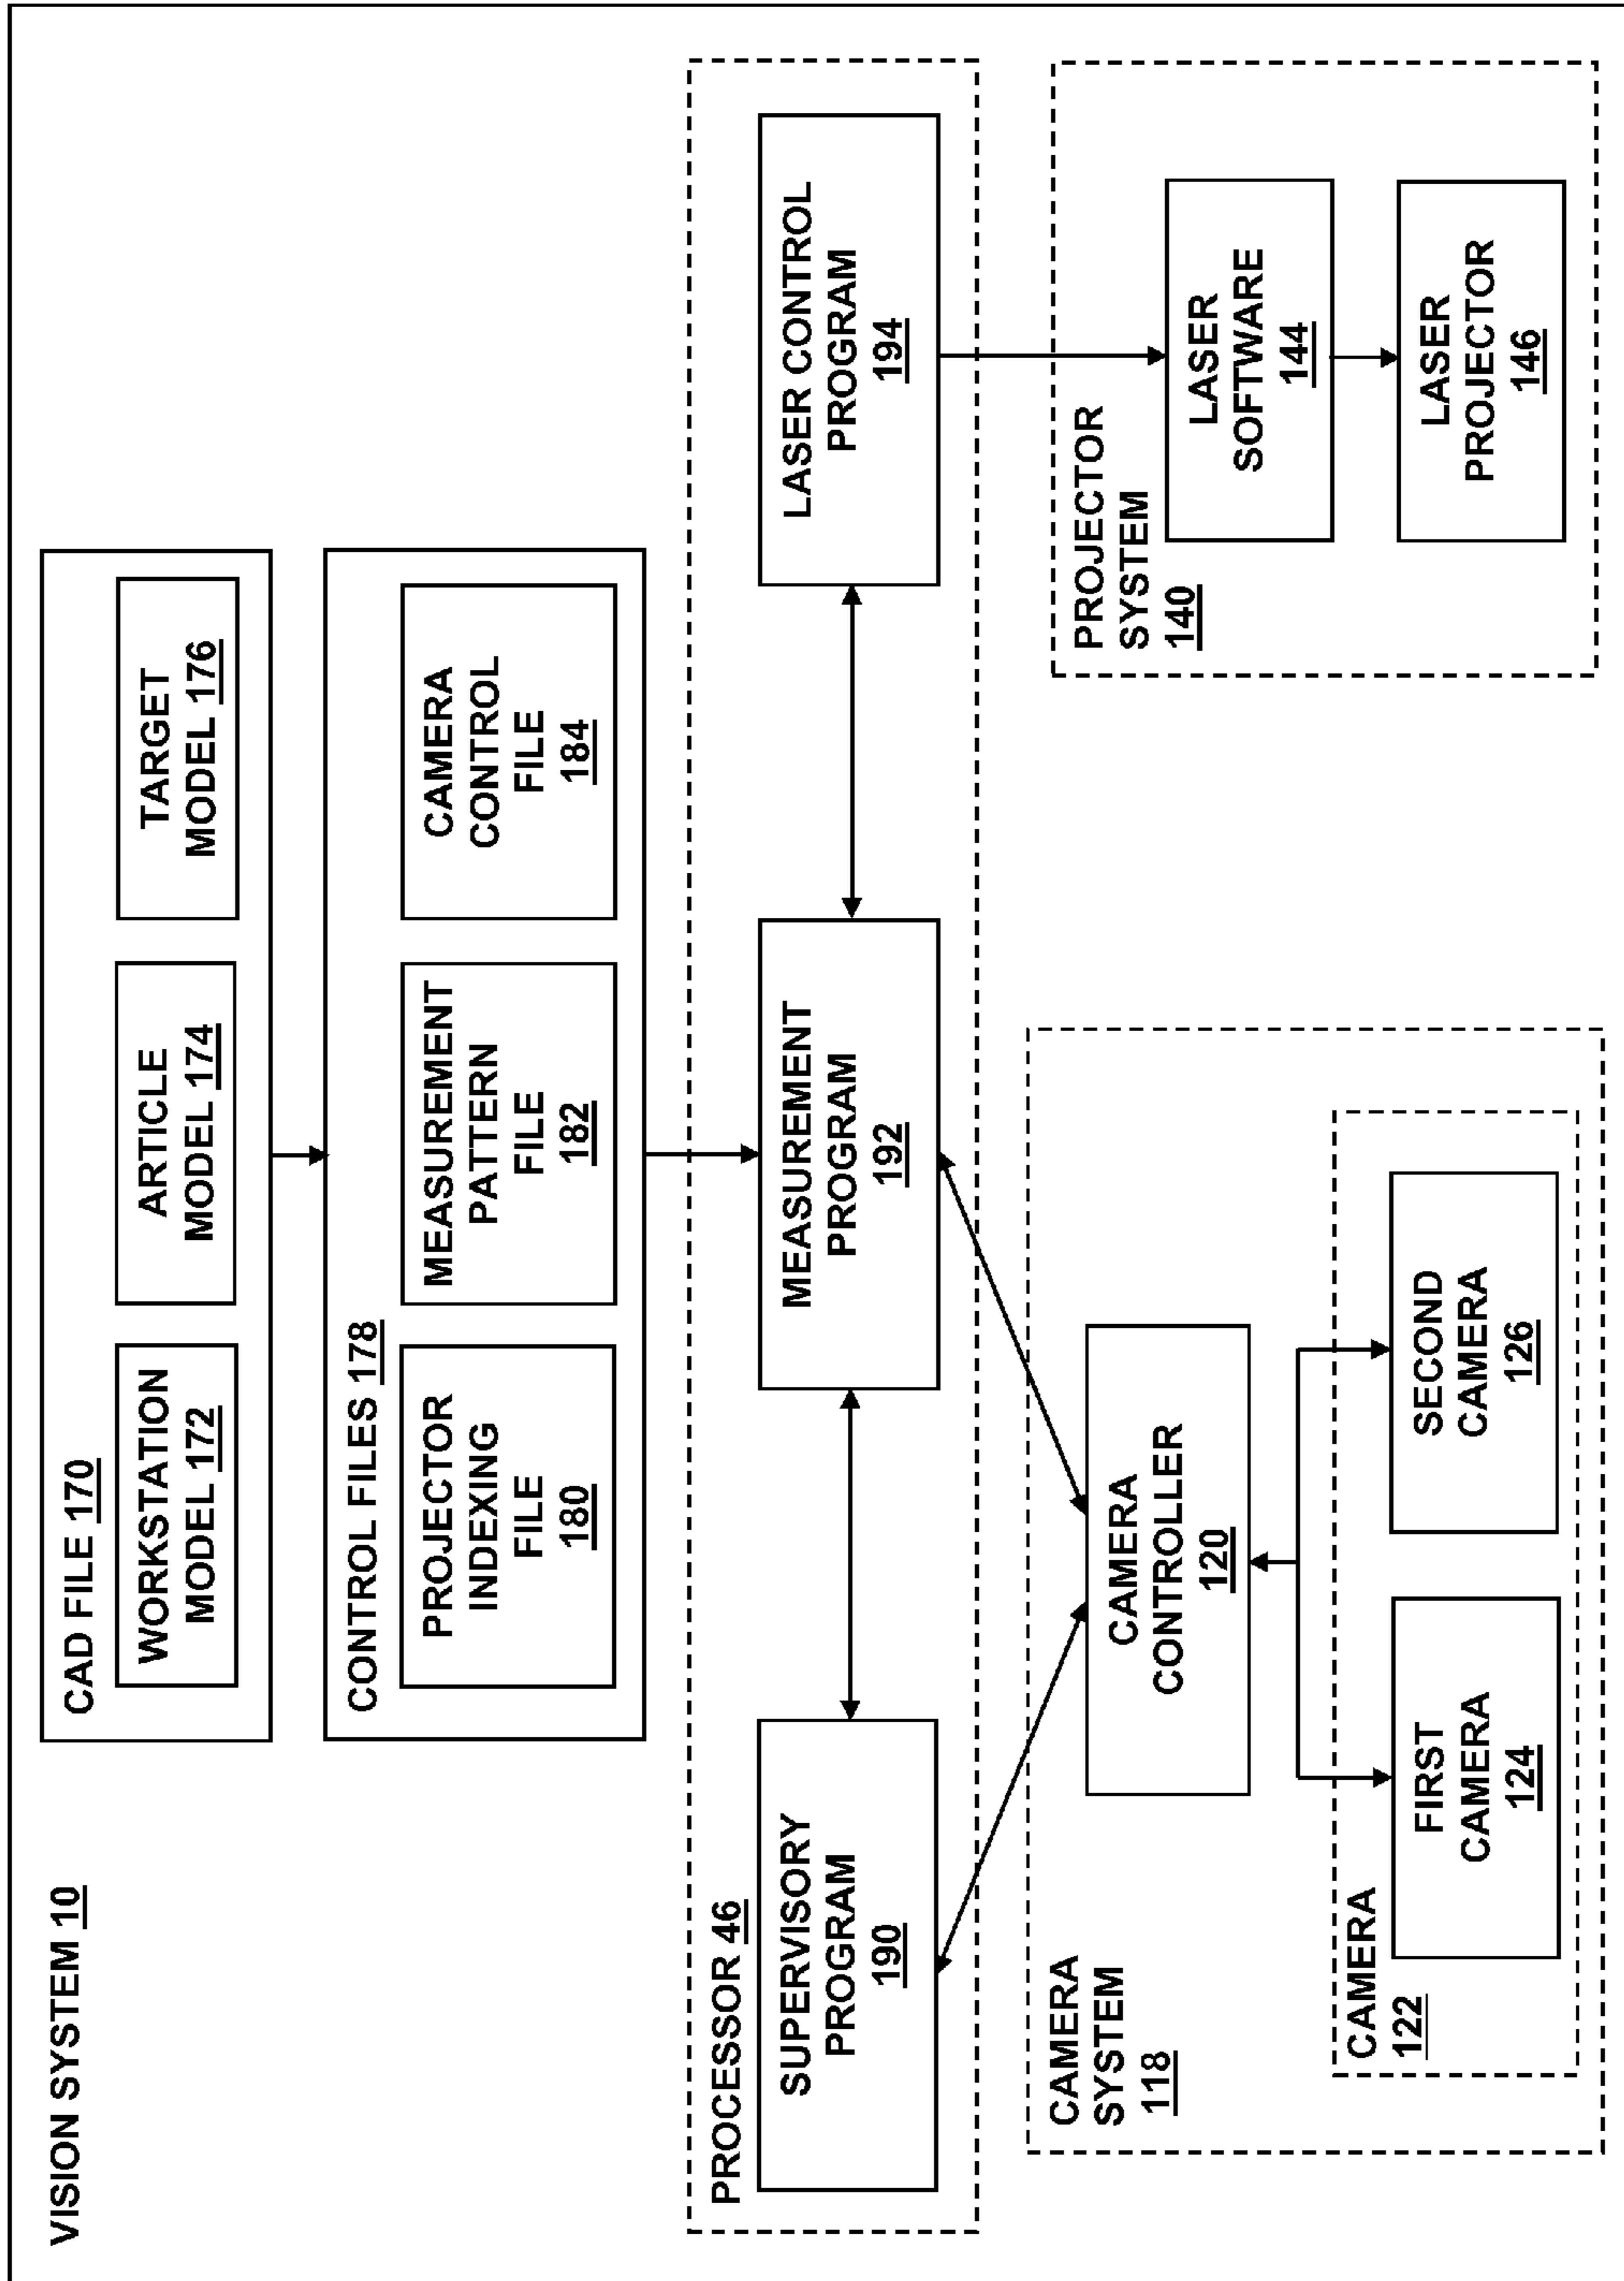 VISION SYSTEM 10
CAD FILE 170
WORKSTATION
MODEL 172
ARTICLE
MODEL 174
TARGET
MODEL 176
CONTROL FILES 178
PROJECTOR
INDEXING
FILE
180
MEASUREMENT
PATTERN
FILE
182
CAMERA
CONTROL
FILE
184
PROCESSOR 46
SUPERVISORY
PROGRAM
190
MEASUREMENT
PROGRAM
192
LASER CONTROL
PROGRAM
194
CAMERA
SYSTEM
118
CAMERA
CONTROLLER
120
CAMERA
122
FIRST
CAMERA
124
SECOND
CAMERA
126
PROJECTOR
SYSTEM
140
LASER
SOFTWARE
144
LASER
PROJECTOR
146